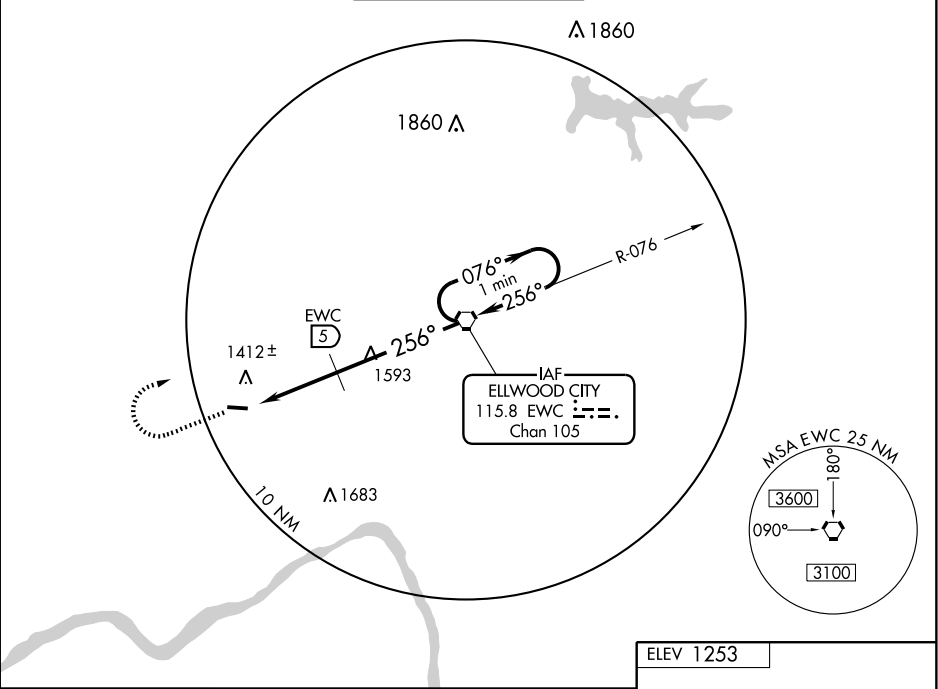 1860
1860
R-076
076°
1 min
256°
EWC
5
256°
1412±
1593
IAF
ELLWOOD CITY
115.8 EWC
Chan 105
MSA EWC 25 NM
180°
3600
090°
3100
10 NM
1683
ELEV 1253